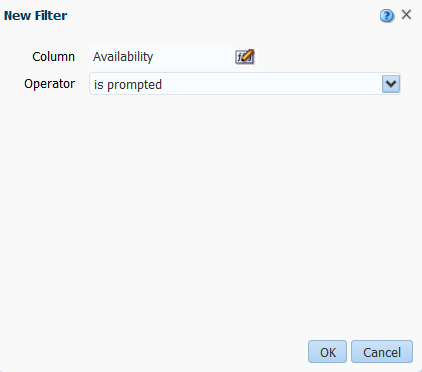 New Filter
Column Availability
Operator is prompted
OK Cancel